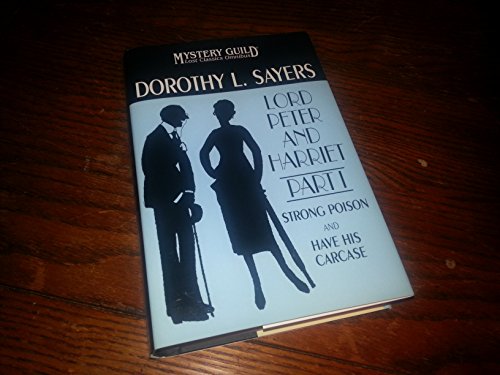 MYSTERY GUILD
Lost Classics Omnibus
DOROTHY L. SAYERS
LORD
PETER
AND
HARRIET
PART I
STRONG POISON
AND
HAVE HIS
CARCASE